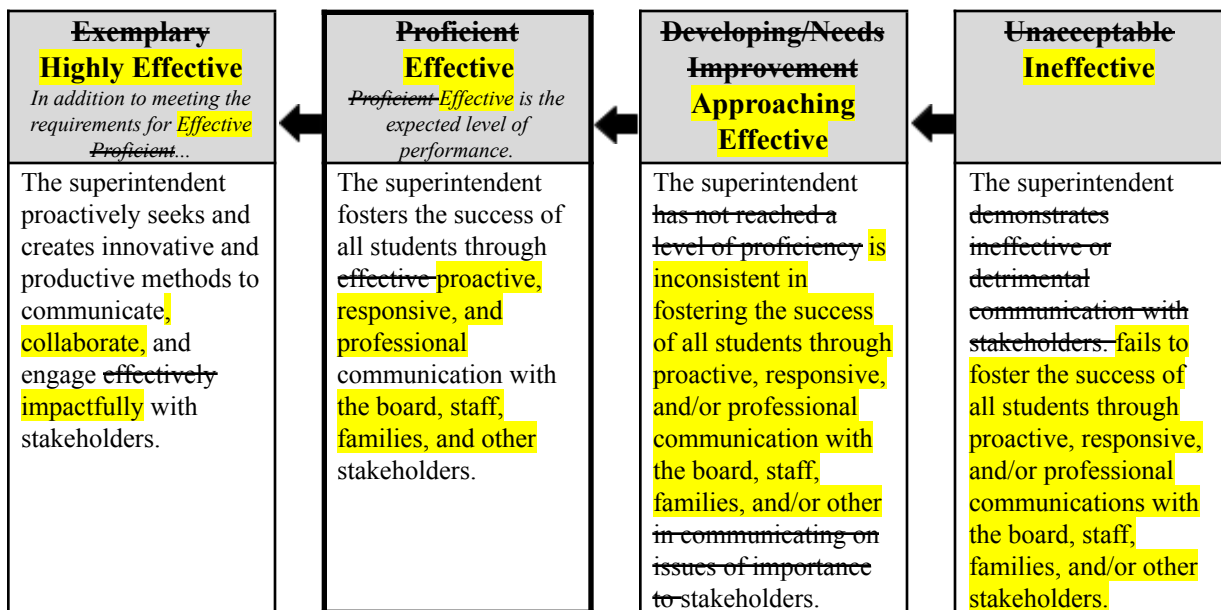 Exemplary
Highly Effective
In addition to meeting the
requirements for Effective
Proficient...
The superintendent
proactively seeks and
creates innovative and
productive methods to
communicate, 
collaborate, and
engage effectively
impactfully with
stakeholders.
Proficient
Effective
Proficient Effective is the
expected level of
performance.
The superintendent
fosters the success of
all students through
effective proactive,
responsive, and
professional
communication with
the board, staff,
families, and other
stakeholders.
Developing/Needs
Improvement
Approaching
Effective
The superintendent
has not reached a
level of proficiency is
inconsistent in
fostering the success
of all students through
proactive, responsive,
and/or professional
communication with
the board, staff,
families, and/or other
in communicating on
issues of importance
to stakeholders.
Unacceptable
Ineffective
The superintendent
demonstrates
ineffective or
detrimental
communication with
stakeholders. fails to
foster the success of
all students through
proactive, responsive,
and/or professional
communications with
the board, staff,
families, and/or other
stakeholders.